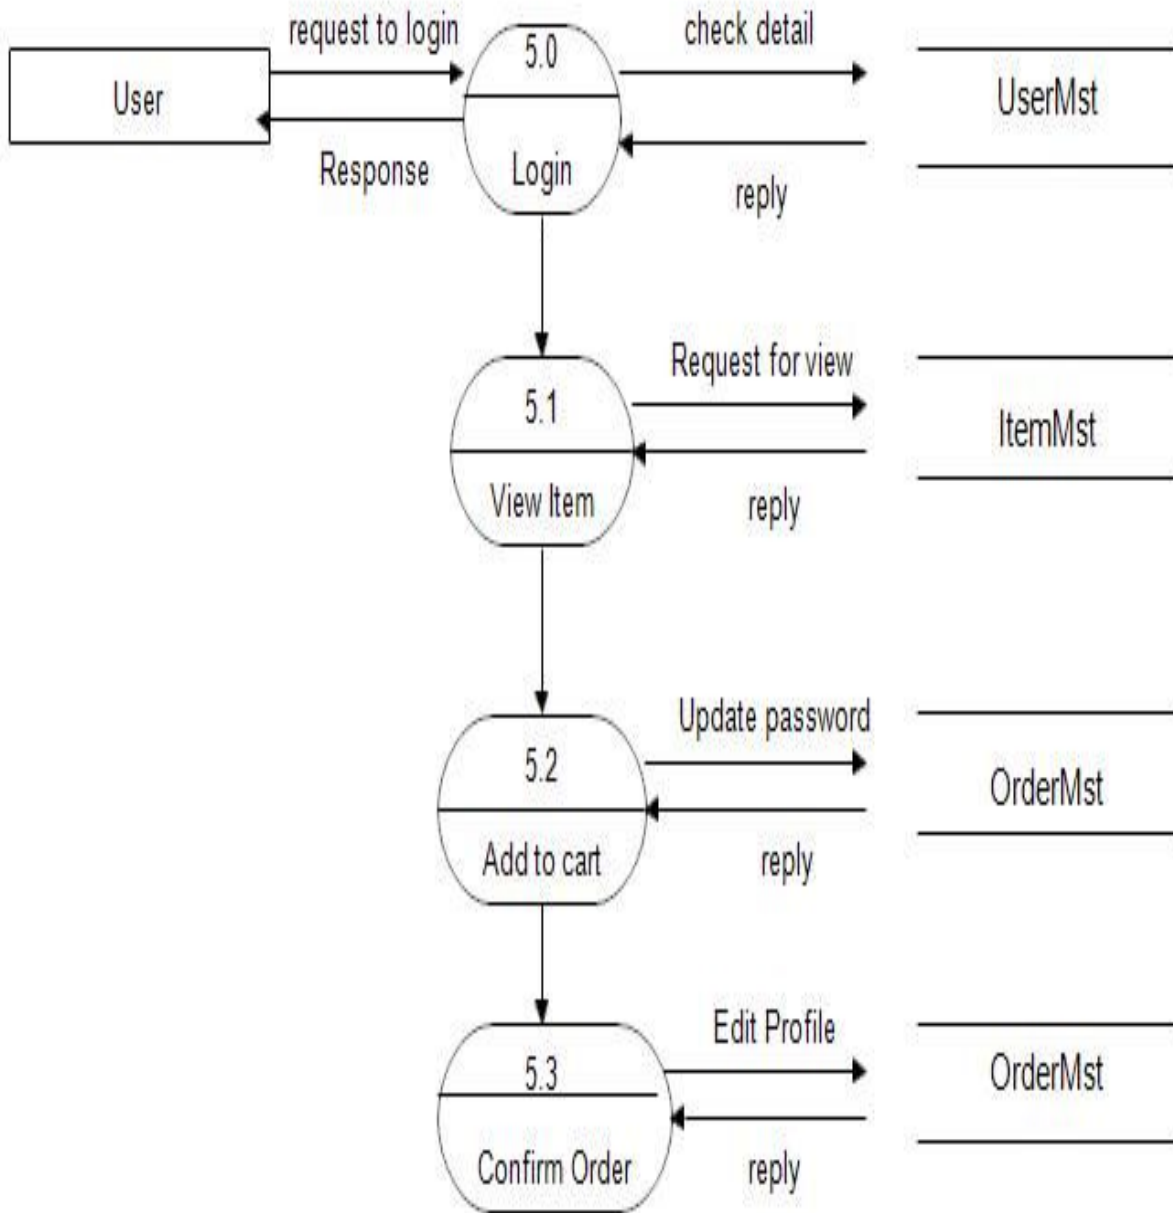 request to login
check detail
5.0
User
UserMst
Login
Response
reply
Request for view
5.1
ItemMst
View Item
reply
Update password
5.2
OrderMst
Add to cart
reply
Edit Profile
5.3
OrderMst
Confirm Order
reply